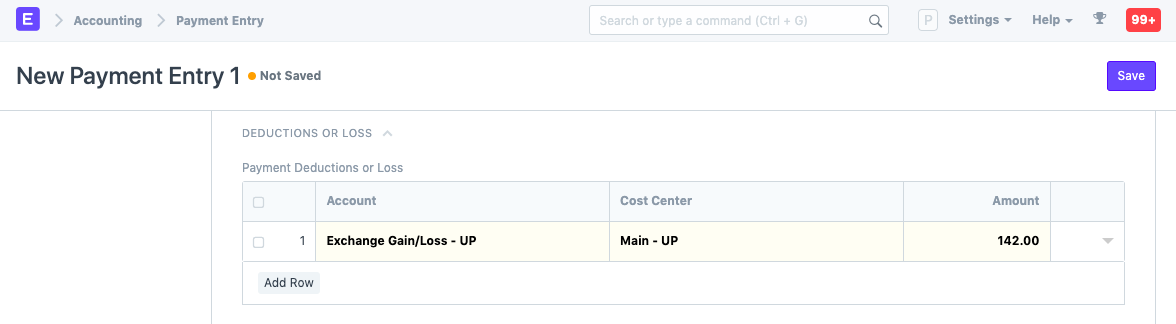 E Accounting Payment Entry Search or type a command (Ctrl + G) P Settings Help 99+
New Payment Entry 1 Not Saved Save
DEDUCTIONS OR LOSS
Payment Deductions or Loss
Account Cost Center Amount
1 Exchange Gain/Loss - UP Main - UP 142.00
Add Row